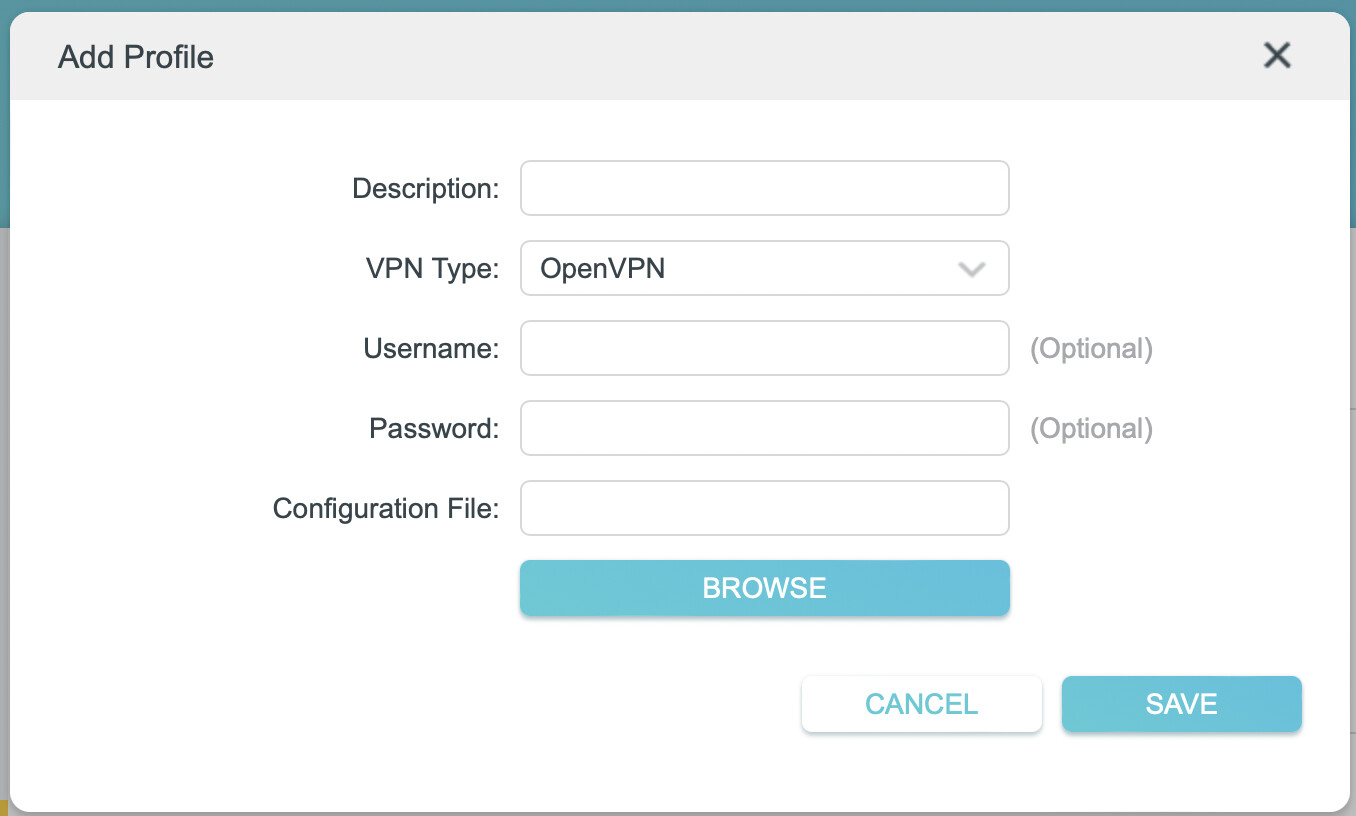 Add Profile
Description:
VPN Type: OpenVPN
Username: (Optional)
Password: (Optional)
Configuration File:
BROWSE
CANCEL SAVE